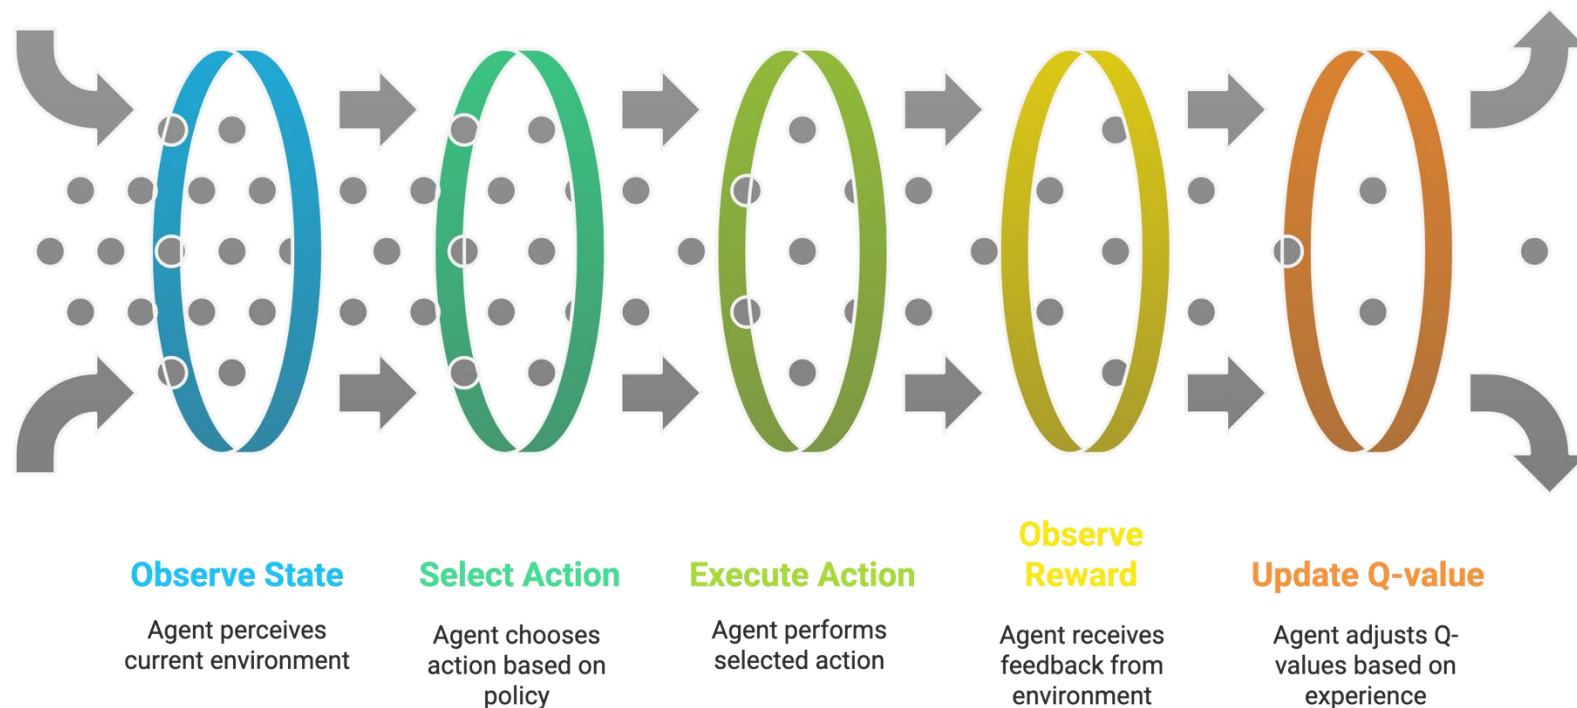 Observe State
Agent perceives
current environment
Select Action
Agent chooses
action based on
policy
Execute Action
Agent performs
selected action
Observe
Reward
Agent receives
feedback from
environment
Update Q-value
Agent adjusts Q-
values based on
experience